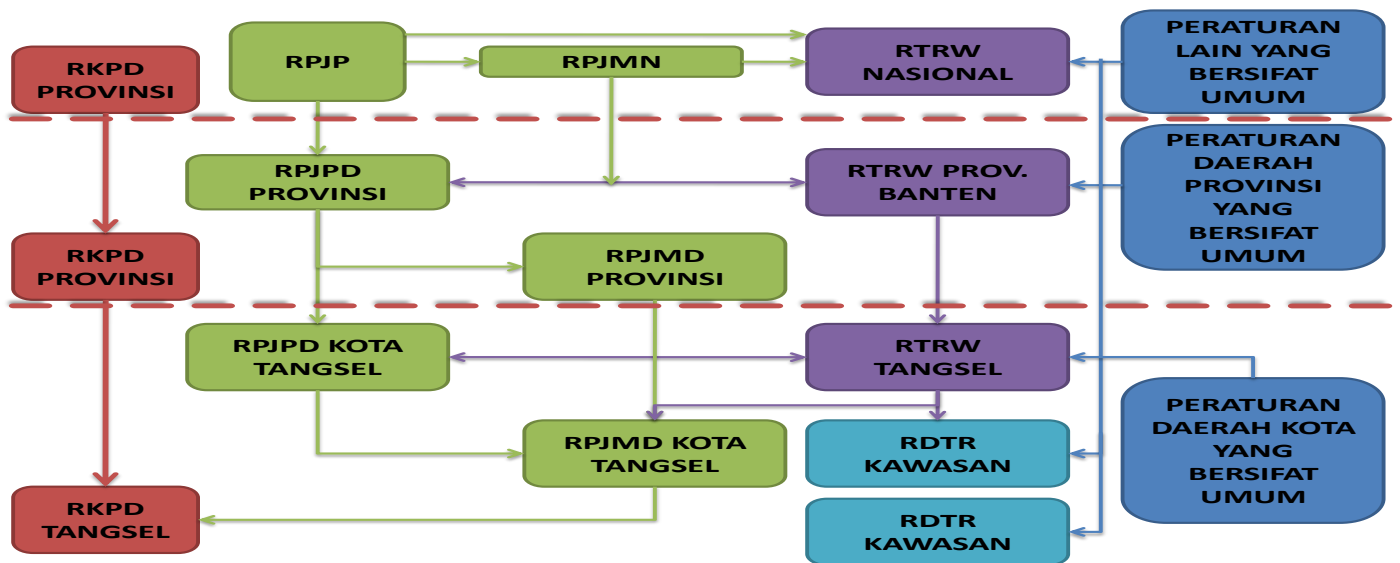 RKPD
PROVINSI
RPJP
RPJMN
RTRW
NASIONAL
PERATURAN
LAIN YANG
BERSIFAT
UMUM
RPJPD
PROVINSI
RTRW PROV.
BANTEN
PERATURAN
DAERAH
PROVINSI
YANG
BERSIFAT
UMUM
RKPD
PROVINSI
RPJMD
PROVINSI
RPJPD KOTA
TANGSEL
RTRW
TANGSEL
PERATURAN
DAERAH KOTA
YANG
BERSIFAT
UMUM
RPJMD KOTA
TANGSEL
RDTR
KAWASAN
RKPD
TANGSEL
RDTR
KAWASAN